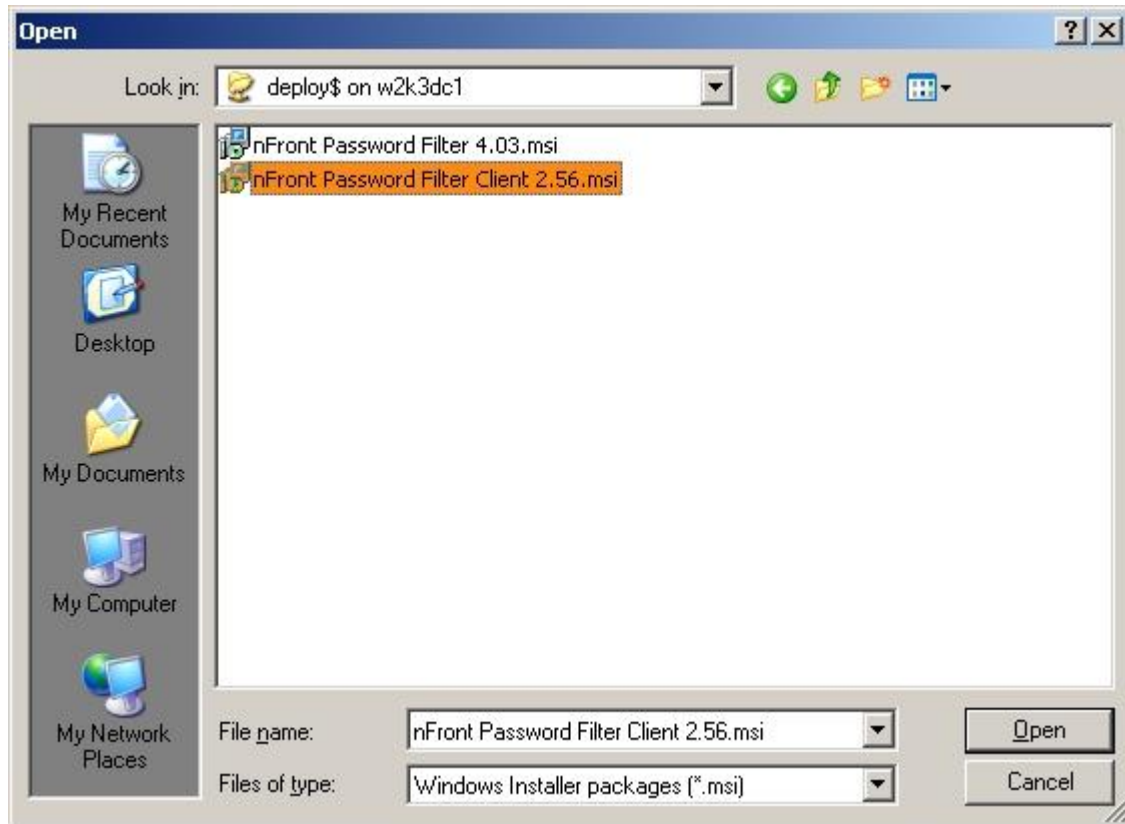 Open
Look in:
deploy$ on w2k3dc1
nFront Password Filter 4.03.msi
nFront Password Filter Client 2.56.msi
My Recent
Documents
Desktop
My Documents
My Computer
My Network
Places
File name:
nFront Password Filter Client 2.56.msi
Open
Files of type:
Windows Installer packages (*.msi)
Cancel